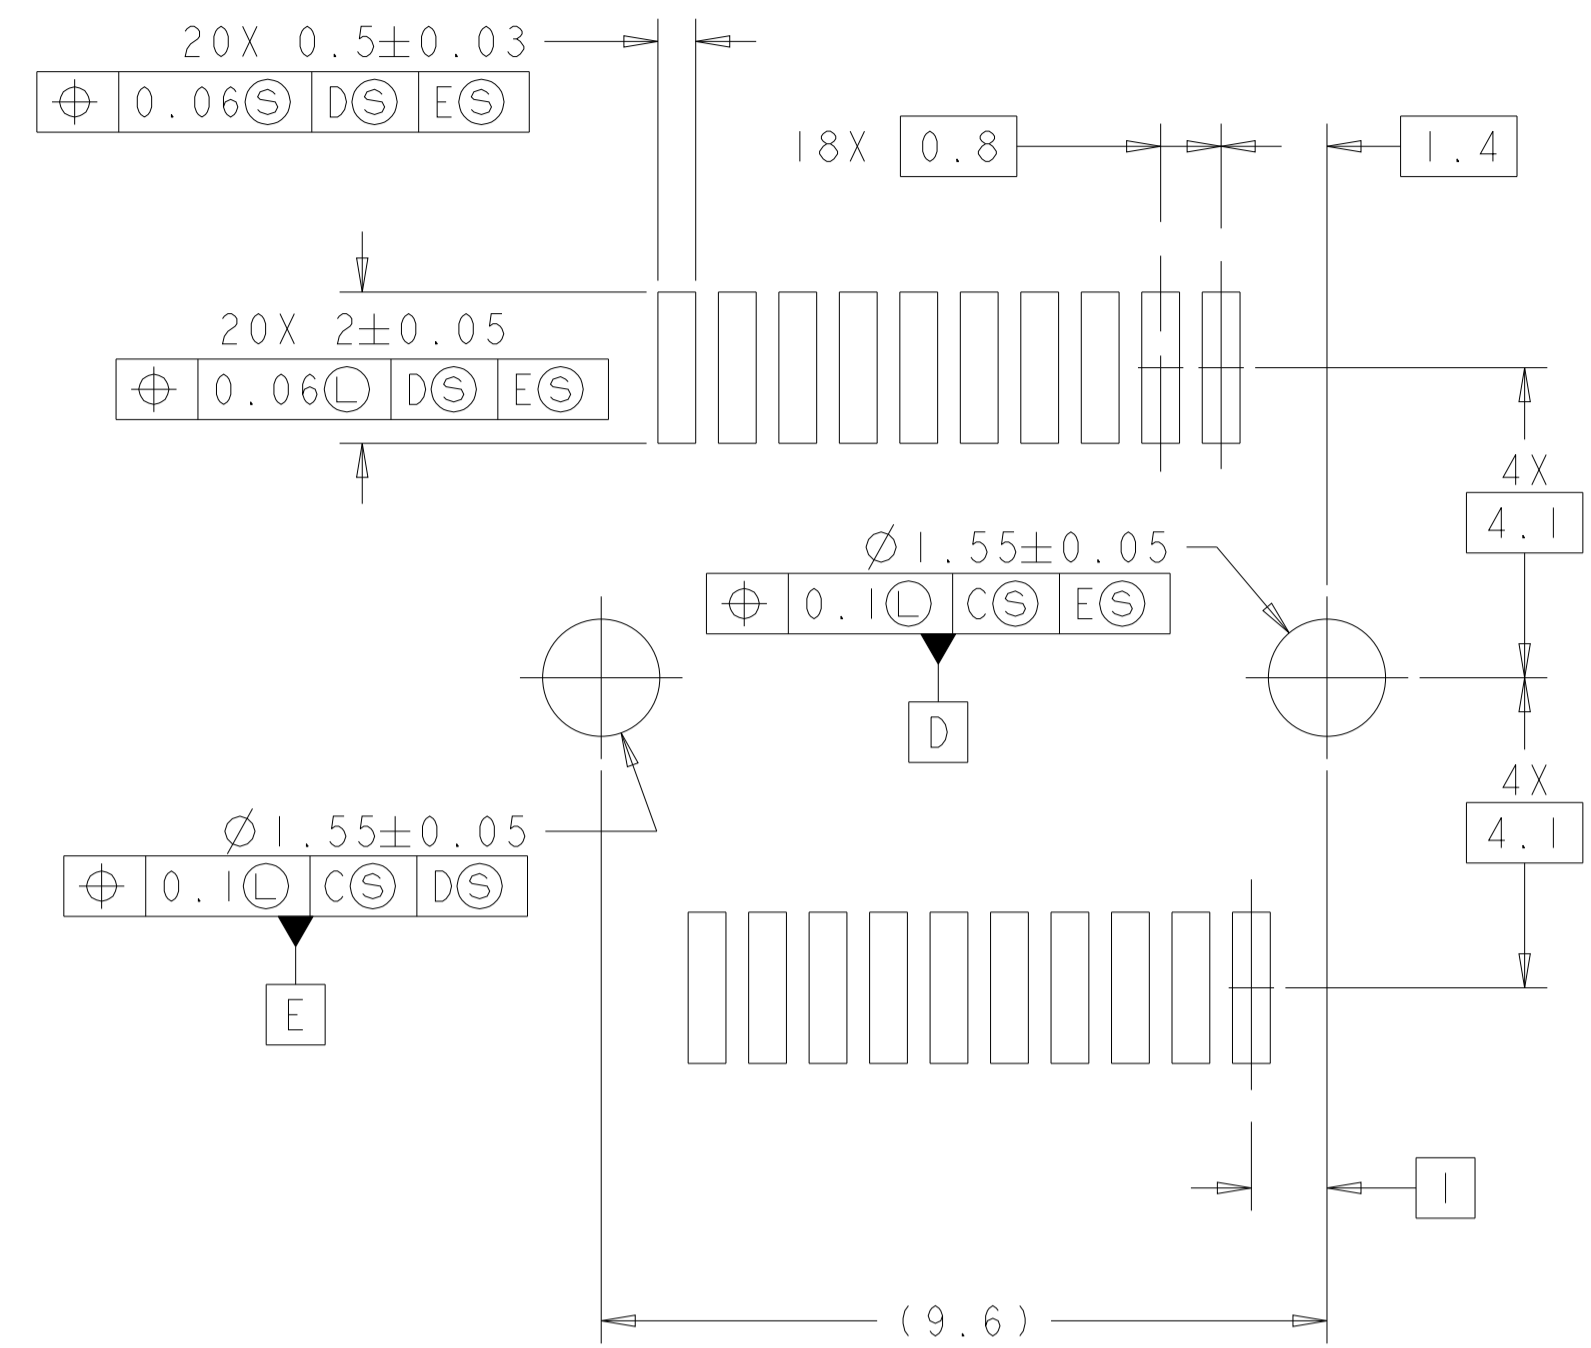 20X 0.5±0.03
⌖ 0.06Ⓢ DⓈ EⓈ
18X 0.8
1.4
20X 2±0.05
⌖ 0.06Ⓛ DⓈ EⓈ
4X
4.1
Ø1.55±0.05
⌖ 0.1Ⓛ CⓈ EⓈ
D
4X
4.1
Ø1.55±0.05
⌖ 0.1Ⓛ CⓈ DⓈ
E
1
(9.6)